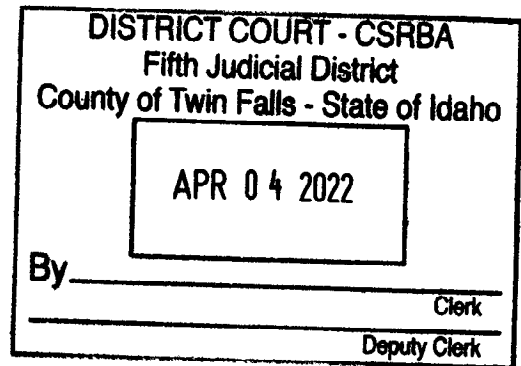 DISTRICT COURT - CSRBA
Fifth Judicial District
County of Twin Falls - State of Idaho
APR 04 2022
By
Clerk
Deputy Clerk